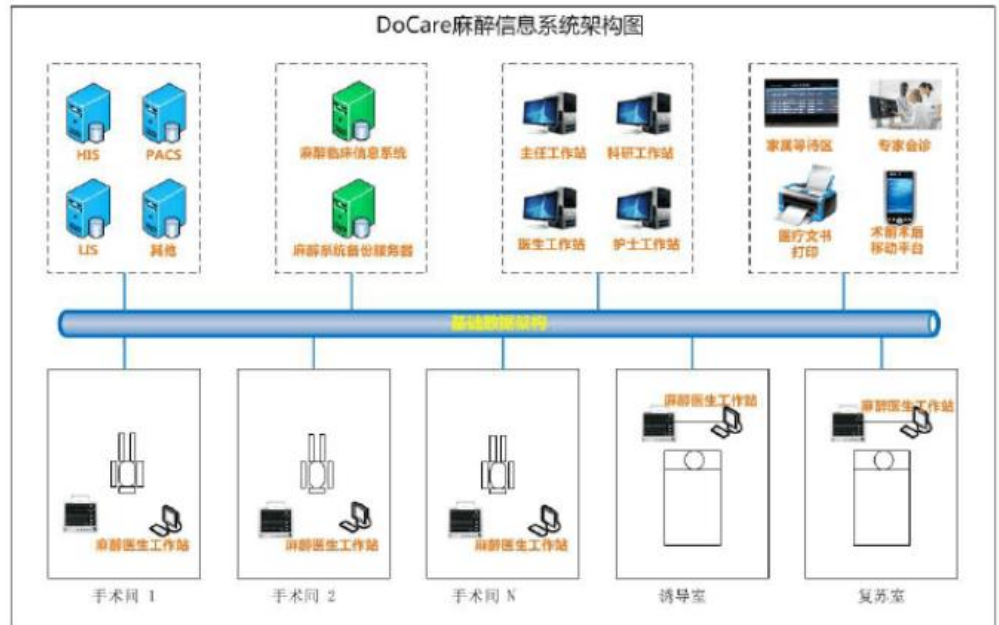 DoCare麻醉信息系统架构图
HIS
PACS
LIS
其他
麻醉临床信息系统
麻醉系统备份服务器
主任工作站
科研工作站
医生工作站
护士工作站
家属等待区
专家会诊
医疗文书
打印
术前术后
移动平台
基础数据架构
麻醉医生工作站
麻醉医生工作站
麻醉医生工作站
麻醉医生工作站
麻醉医生工作站
手术间 1
手术间 2
手术间 N
诱导室
复苏室